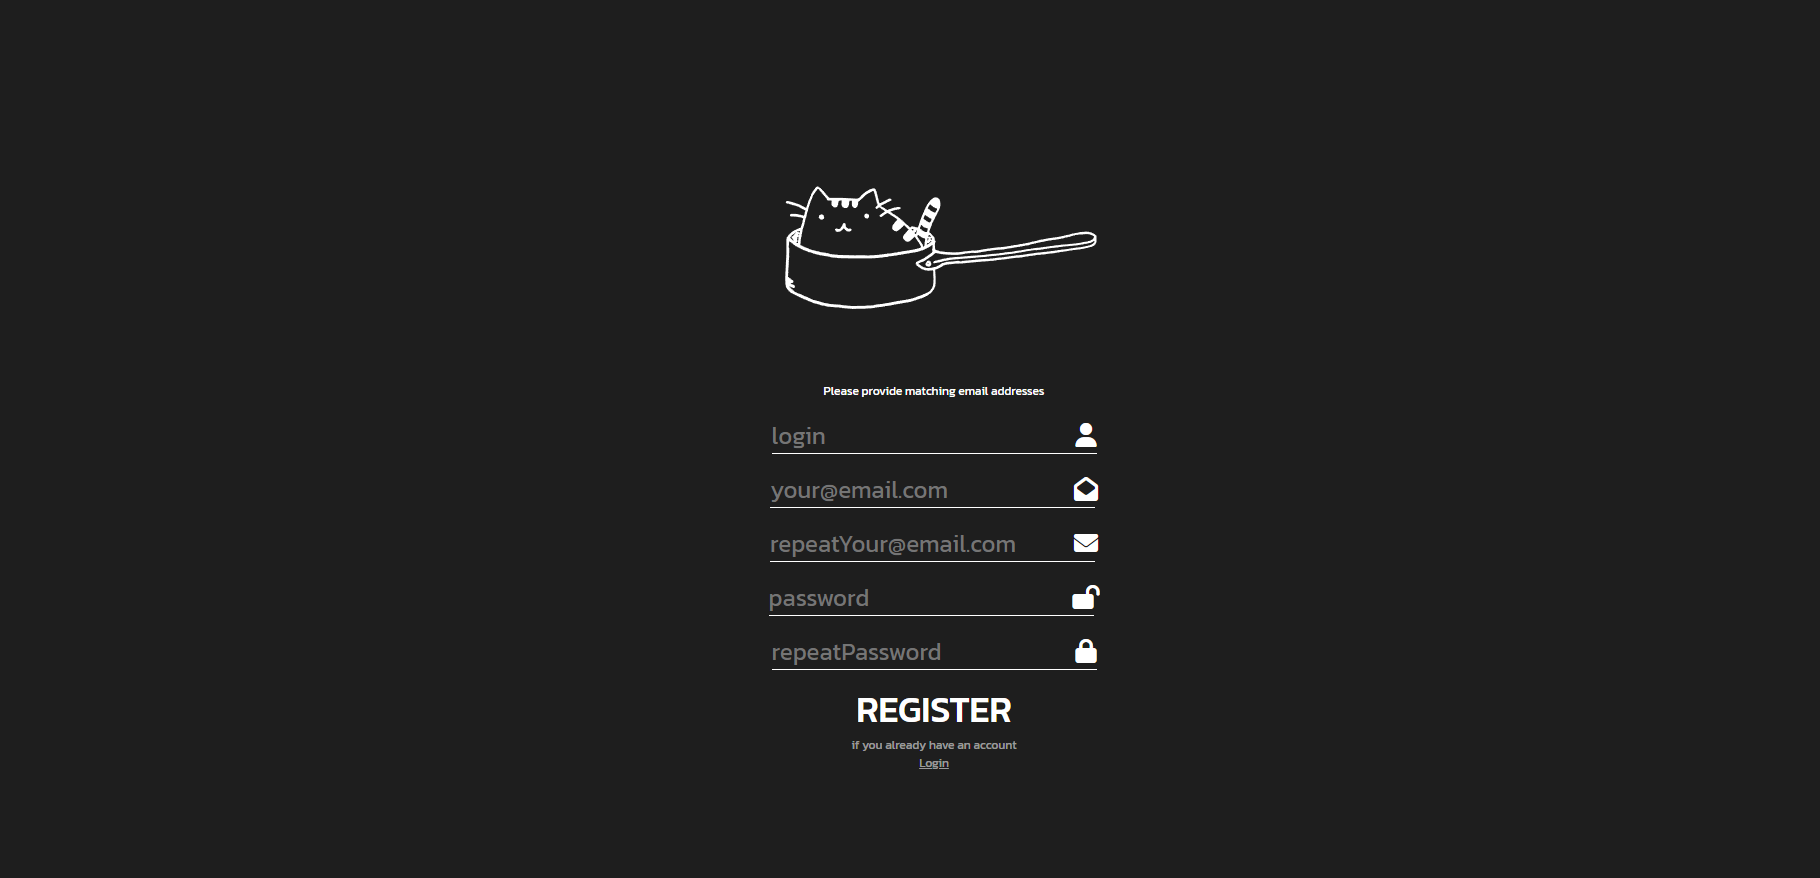 Please provide matching email addresses
login
your@email.com
repeatYour@email.com
password
repeatPassword
REGISTER
if you already have an account
Login